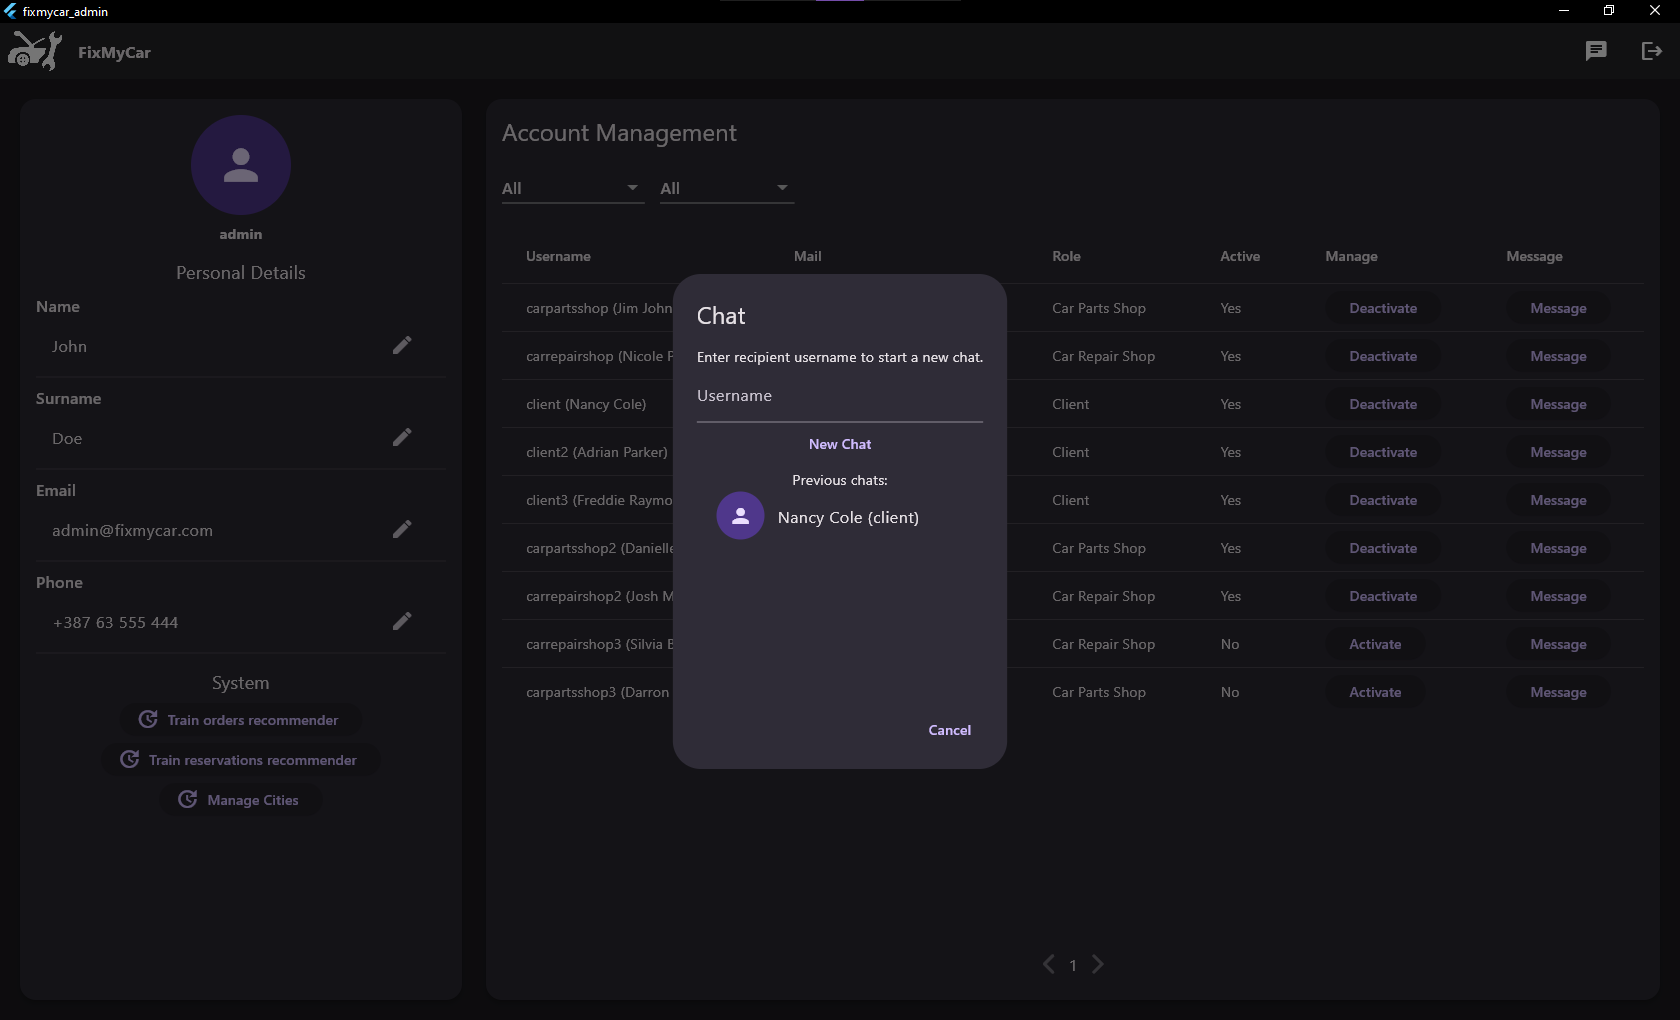 fixmycar_admin
FixMyCar
admin
Personal Details
Name
John
Surname
Doe
Email
admin@fixmycar.com
Phone
+387 63 555 444
System
Train orders recommender
Train reservations recommender
Manage Cities
Account Management
All All
Username Mail Role Active Manage Message
carpartsshop (Jim John Car Parts Shop Yes Deactivate Message
carrepairshop (Nicole Car Repair Shop Yes Deactivate Message
client (Nancy Cole) Client Yes Deactivate Message
client2 (Adrian Parker) Client Yes Deactivate Message
client3 (Freddie Raymo Client Yes Deactivate Message
carpartsshop2 (Danielle Car Parts Shop Yes Deactivate Message
carrepairshop2 (Josh M Car Repair Shop Yes Deactivate Message
carrepairshop3 (Silvia Car Repair Shop No Activate Message
carpartsshop3 (Darron Car Parts Shop No Activate Message
1
Chat
Enter recipient username to start a new chat.
Username
New Chat
Previous chats:
Nancy Cole (client)
Cancel